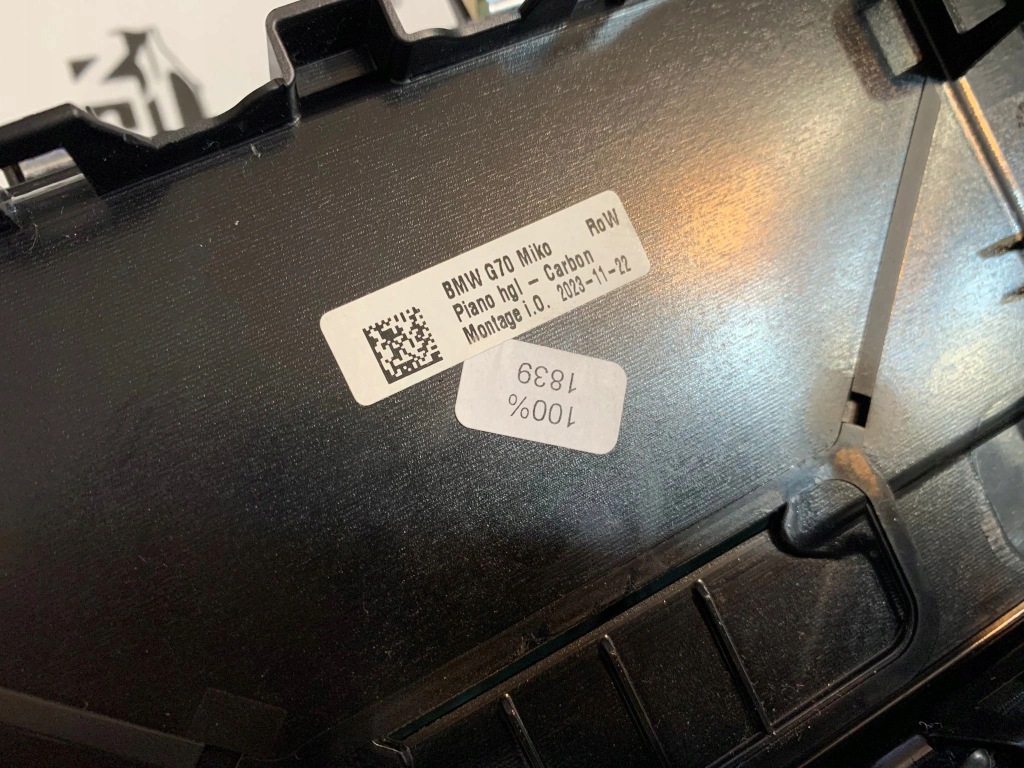 BMW G70 Miko RoW
Piano hgl - Carbon
Montage i.O. 2023-11-22
100%
1839